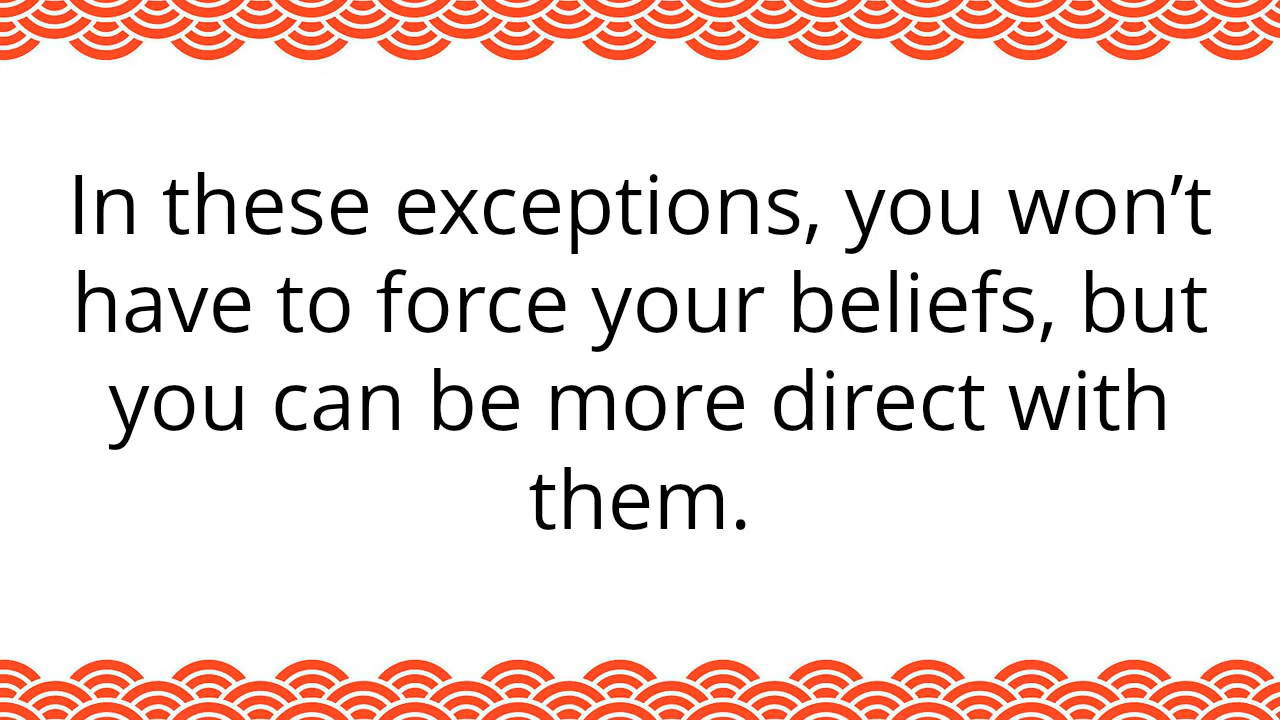 In these exceptions, you won’t
have to force your beliefs, but
you can be more direct with
them.